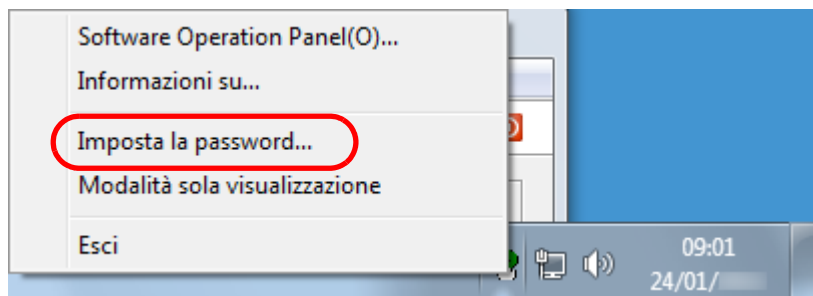 Software Operation Panel(O)...
Informazioni su...
Imposta la password...
Modalità sola visualizzazione
Esci
09:01
24/01/